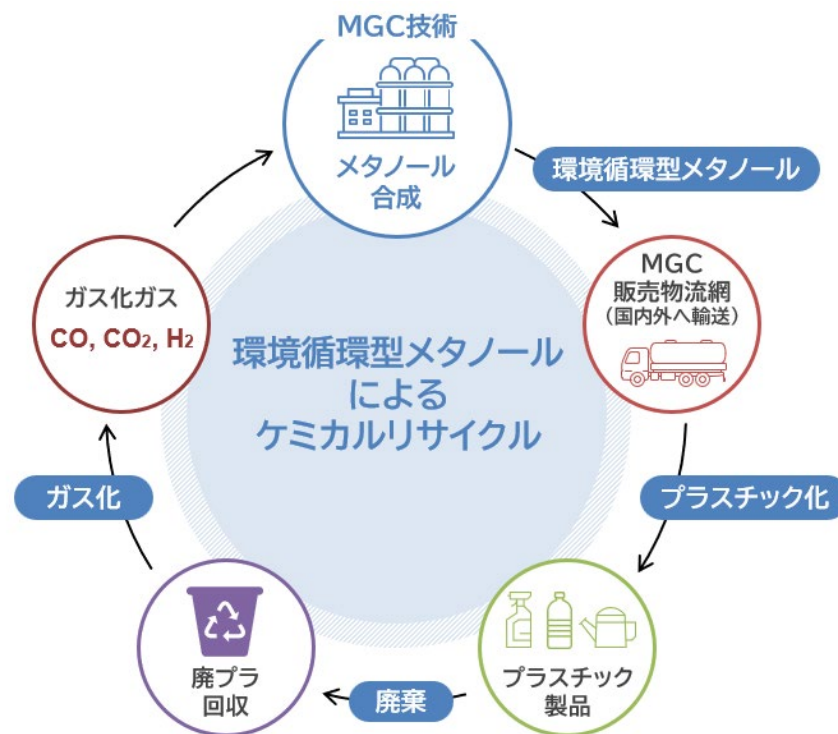 MGC技術
メタノール
合成
環境循環型メタノール
MGC
販売物流網
（国内外へ輸送）
ガス化ガス
CO, CO₂, H₂
環境循環型メタノール
による
ケミカルリサイクル
ガス化
プラスチック化
廃プラ
回収
廃棄
プラスチック
製品